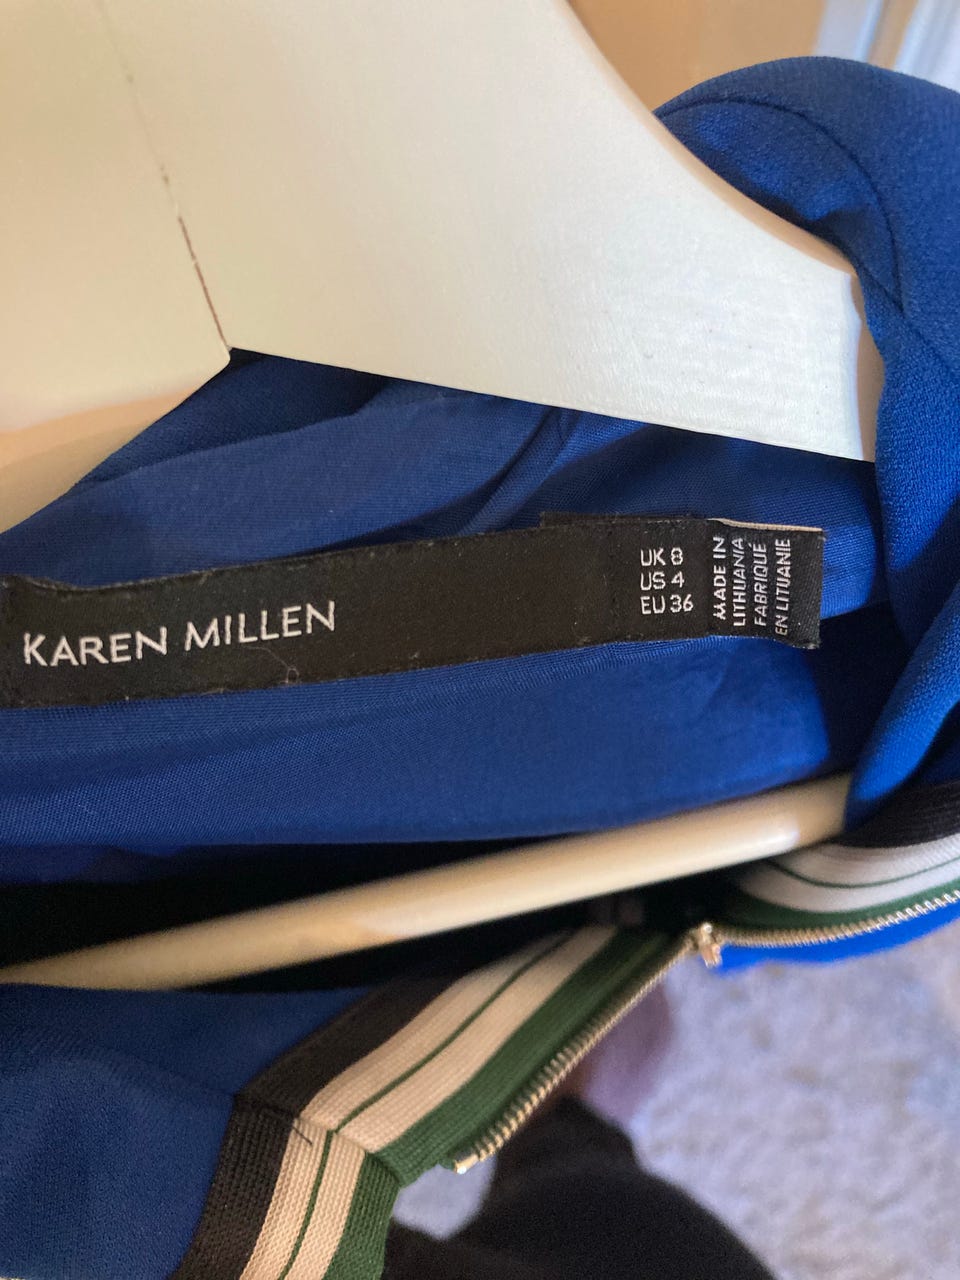 KAREN MILLEN
UK 8
US 4
EU 36
MADE IN
LITHUANIA
FABRIQUÉ
EN LITUANIE